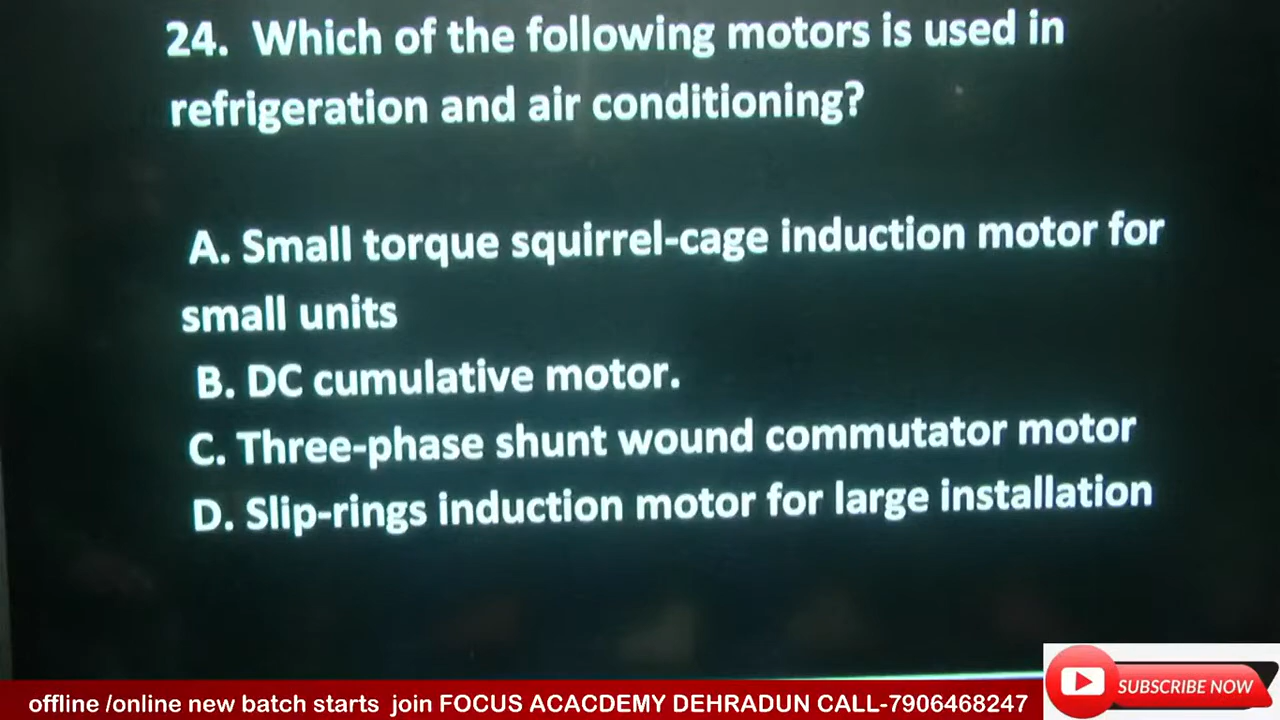 24. Which of the following motors is used in
refrigeration and air conditioning?
A. Small torque squirrel-cage induction motor for
small units
B. DC cumulative motor.
C. Three-phase shunt wound commutator motor
D. Slip-rings induction motor for large installation
offline /online new batch starts join FOCUS ACACDEMY DEHRADUN CALL-7906468247
SUBSCRIBE NOW